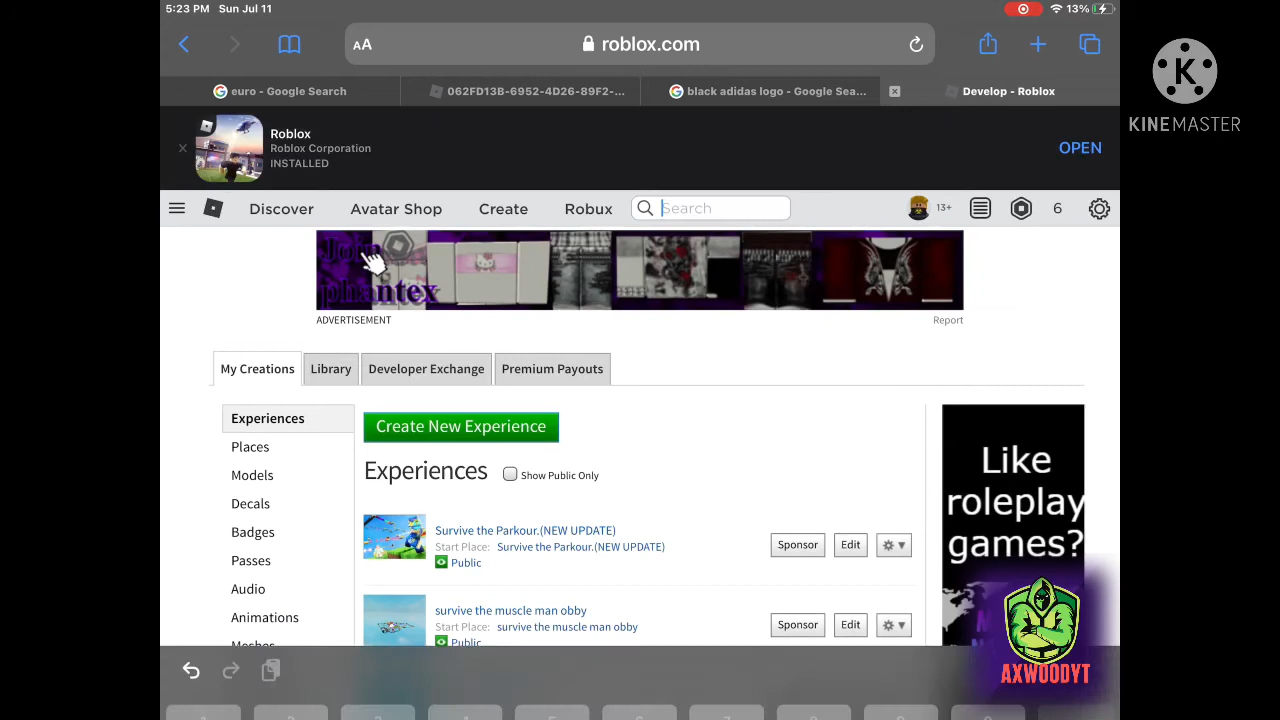 5:23 PM Sun Jul 11
13%
AA
roblox.com
euro - Google Search
062FD13B-6952-4D26-89F2-...
black adidas logo - Google Sea...
Develop - Roblox
KINEMASTER
Roblox
Roblox Corporation
INSTALLED
OPEN
Discover
Avatar Shop
Create
Robux
Search
13+
6
Join
phantex
ADVERTISEMENT
Report
My Creations
Library
Developer Exchange
Premium Payouts
Experiences
Places
Models
Decals
Badges
Passes
Audio
Animations
Create New Experience
Experiences
Show Public Only
Survive the Parkour.(NEW UPDATE)
Start Place: Survive the Parkour.(NEW UPDATE)
Public
Sponsor
Edit
survive the muscle man obby
Start Place: survive the muscle man obby
Public
Sponsor
Edit
Like
roleplay
games?
AXWOODYT